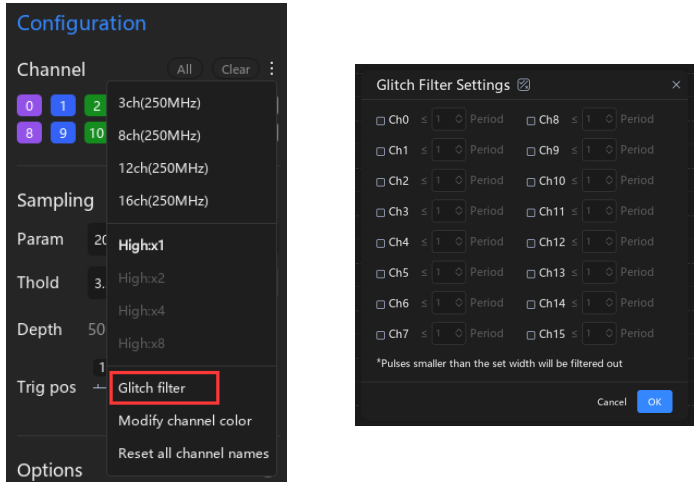 Configuration
Channel All Clear
0 1 2
8 9 10
3ch(250MHz)
8ch(250MHz)
12ch(250MHz)
16ch(250MHz)
Sampling
Param 20
High:x1
Thold 3.
High:x2
High:x4
Depth 50
High:x8
1
Trig pos
Glitch filter
Modify channel color
Reset all channel names
Options
Glitch Filter Settings
Ch0 ≤ 1 Period Ch8 ≤ 1 Period
Ch1 ≤ 1 Period Ch9 ≤ 1 Period
Ch2 ≤ 1 Period Ch10 ≤ 1 Period
Ch3 ≤ 1 Period Ch11 ≤ 1 Period
Ch4 ≤ 1 Period Ch12 ≤ 1 Period
Ch5 ≤ 1 Period Ch13 ≤ 1 Period
Ch6 ≤ 1 Period Ch14 ≤ 1 Period
Ch7 ≤ 1 Period Ch15 ≤ 1 Period
*Pulses smaller than the set width will be filtered out
Cancel OK